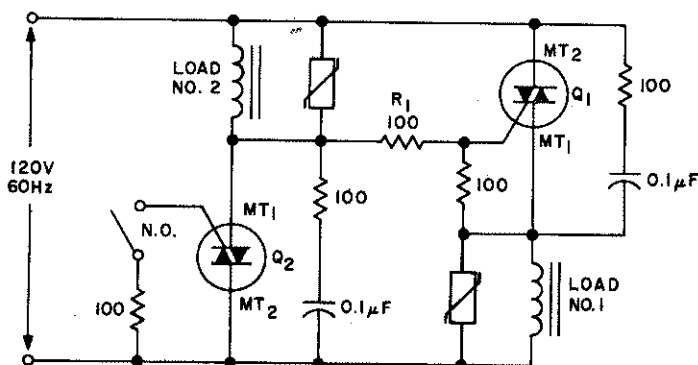 LOAD
NO. 2
MT2
Q1
MT1
R1
100
100
0.1µF
100
100
120V
60Hz
N.O.
MT1
Q2
MT2
100
0.1µF
LOAD
NO.1